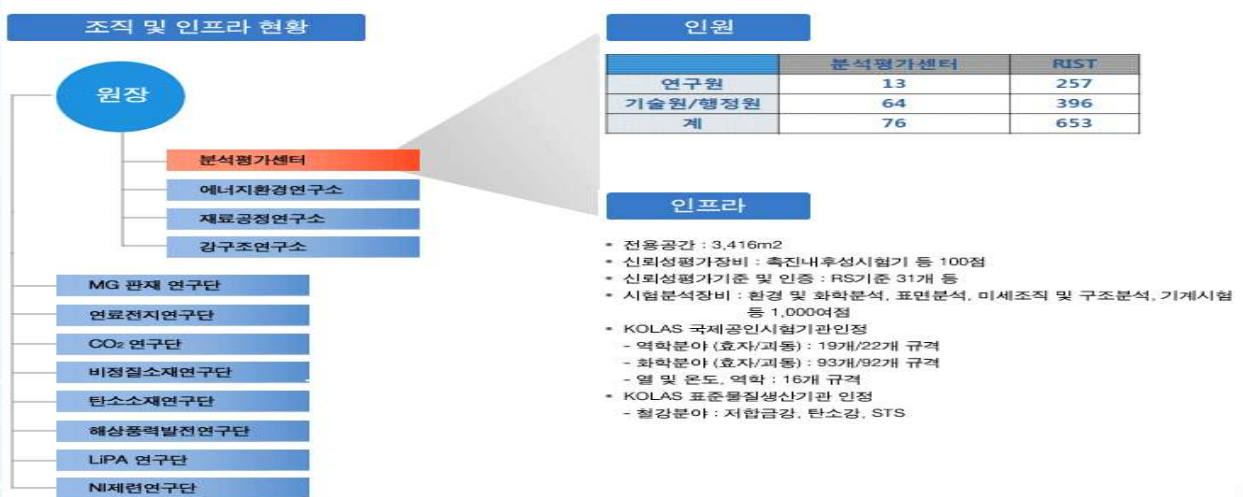 조직 및 인프라 현황
원장
분석평가센터
에너지환경연구소
재료공정연구소
강구조연구소
MG 판재 연구단
연료전지연구단
CO₂ 연구단
비정질소재연구단
탄소소재연구단
해상풍력발전연구단
LiPA 연구단
NI제련연구단
인원
분석평가센터 RIST
연구원 13 257
기술원/행정원 64 396
계 76 653
인프라
• 전용공간 : 3,416m2
• 신뢰성평가장비 : 촉진내후성시험기 등 100점
• 신뢰성평가기준 및 인증 : RS기준 31개 등
• 시험분석장비 : 환경 및 화학분석, 표면분석, 미세조직 및 구조분석, 기계시험
등 1,000여점
• KOLAS 국제공인시험기관인정
- 역학분야 (효자/괴동) : 19개/22개 규격
- 화학분야 (효자/괴동) : 93개/92개 규격
- 열 및 온도, 역학 : 16개 규격
• KOLAS 표준물질생산기관 인정
- 철강분야 : 저합금강, 탄소강, STS